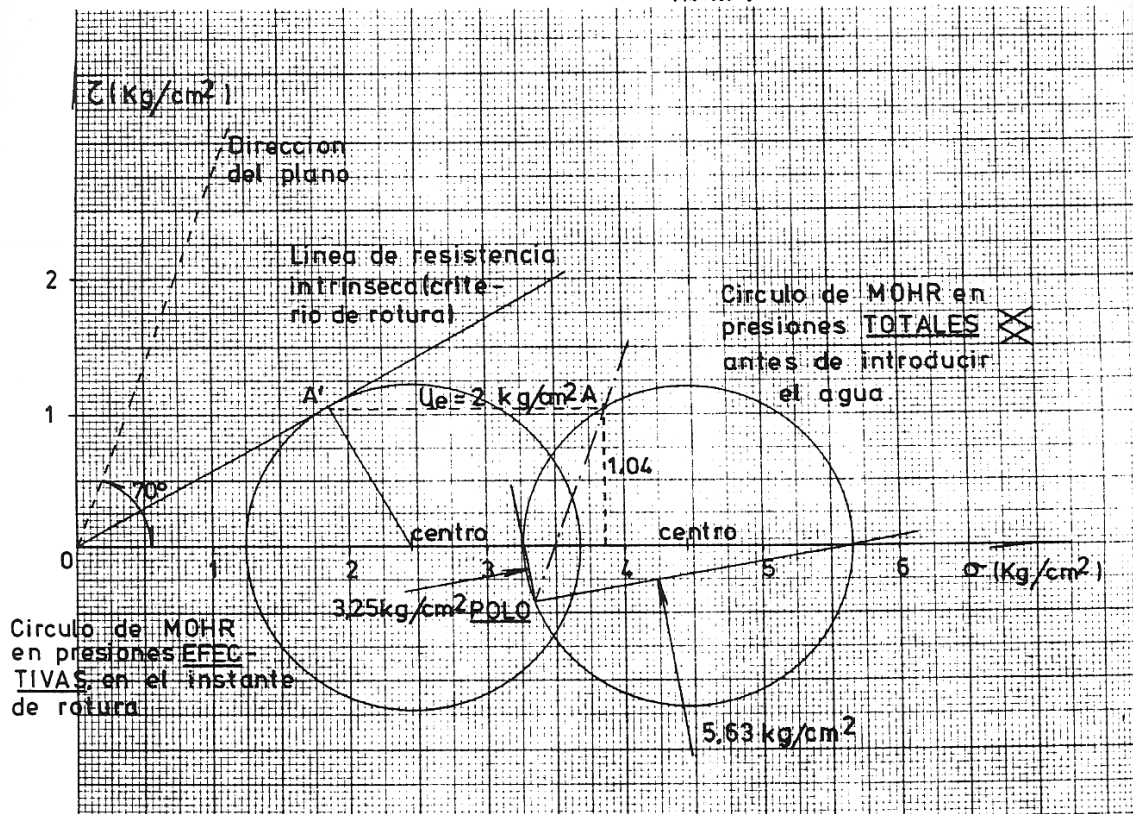 τ (Kg/cm²)
Direccion
del plano
Linea de resistencia
intrinseca(crite-
rio de rotura)
Circulo de MOHR en
presiones TOTALES
antes de introducir
el agua
2
A'
Ue=2 kg/cm² A
1
1.04
70°
centro
centro
0
2
3
4
5
6
σ (Kg/cm²)
3,25kg/cm²
POLO
Circulo de MOHR
en presiones EFEC-
TIVAS en el instante
de rotura
5,63 kg/cm²